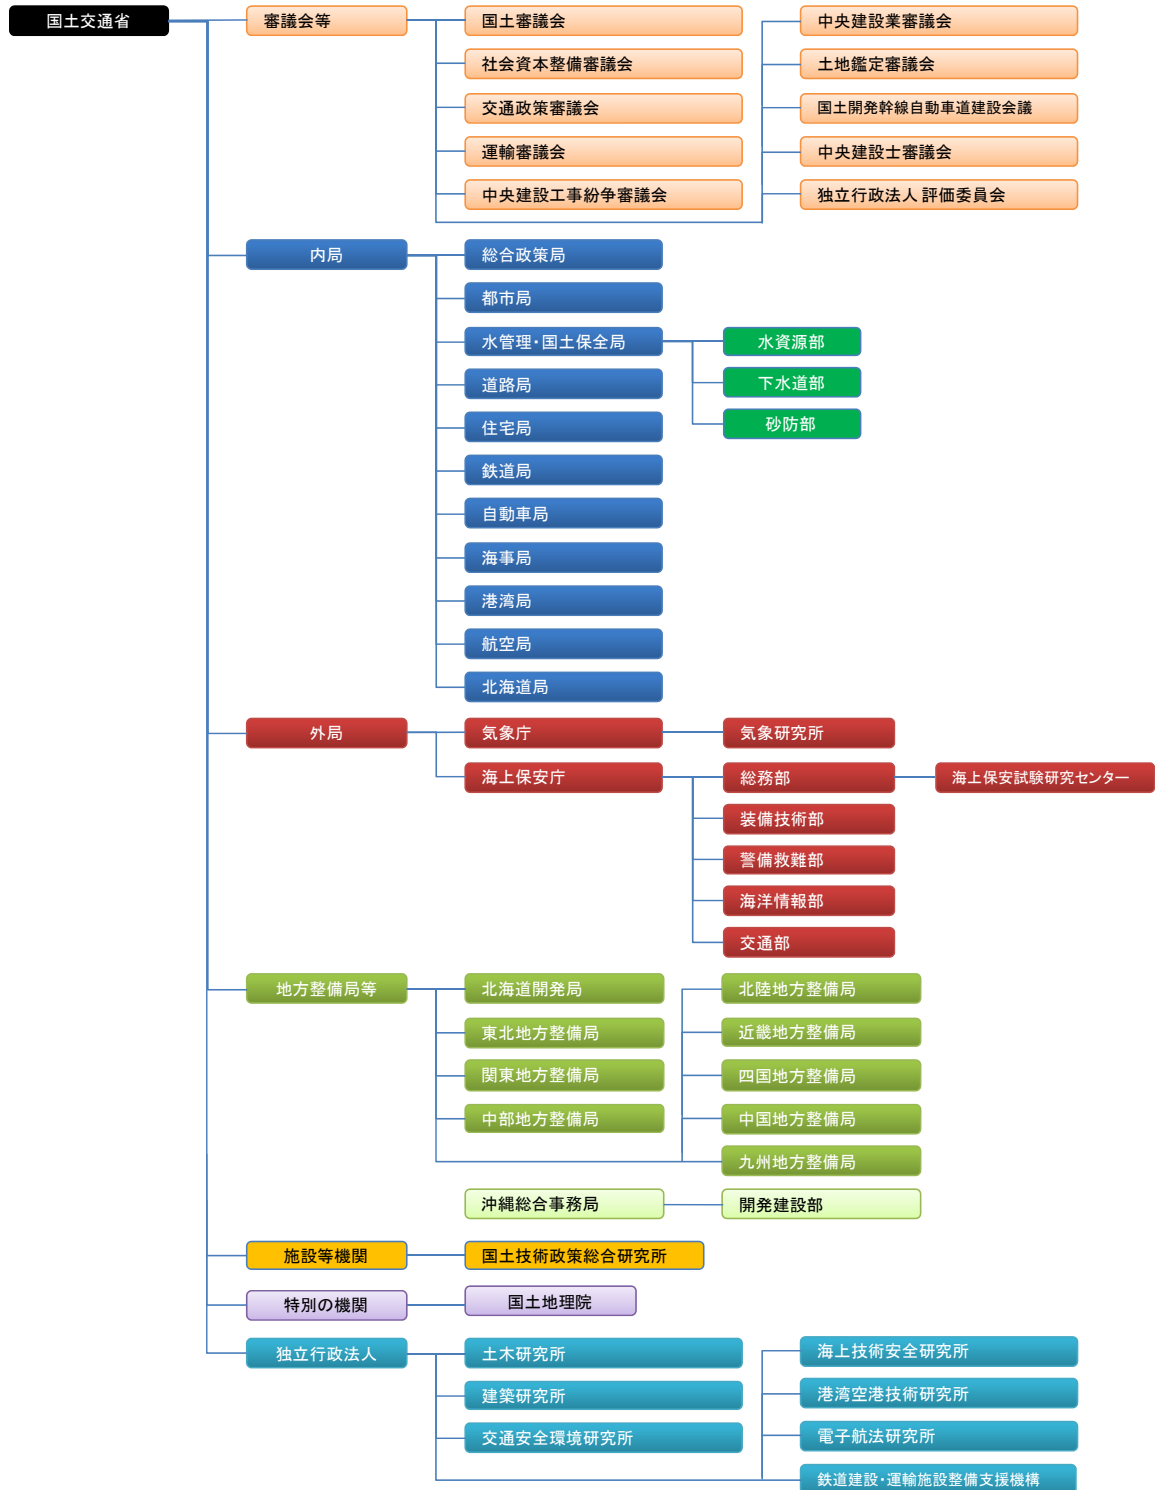 国土交通省
審議会等
国土審議会
社会資本整備審議会
交通政策審議会
運輸審議会
中央建設工事紛争審議会
中央建設業審議会
土地鑑定審議会
国土開発幹線自動車道建設会議
中央建設士審議会
独立行政法人 評価委員会
内局
総合政策局
都市局
水管理・国土保全局
水資源部
下水道部
砂防部
道路局
住宅局
鉄道局
自動車局
海事局
港湾局
航空局
北海道局
外局
気象庁
気象研究所
海上保安庁
総務部
海上保安試験研究センター
装備技術部
警備救難部
海洋情報部
交通部
地方整備局等
北海道開発局
東北地方整備局
関東地方整備局
中部地方整備局
北陸地方整備局
近畿地方整備局
四国地方整備局
中国地方整備局
九州地方整備局
沖縄総合事務局
開発建設部
施設等機関
国土技術政策総合研究所
特別の機関
国土地理院
独立行政法人
土木研究所
建築研究所
交通安全環境研究所
海上技術安全研究所
港湾空港技術研究所
電子航法研究所
鉄道建設・運輸施設整備支援機構